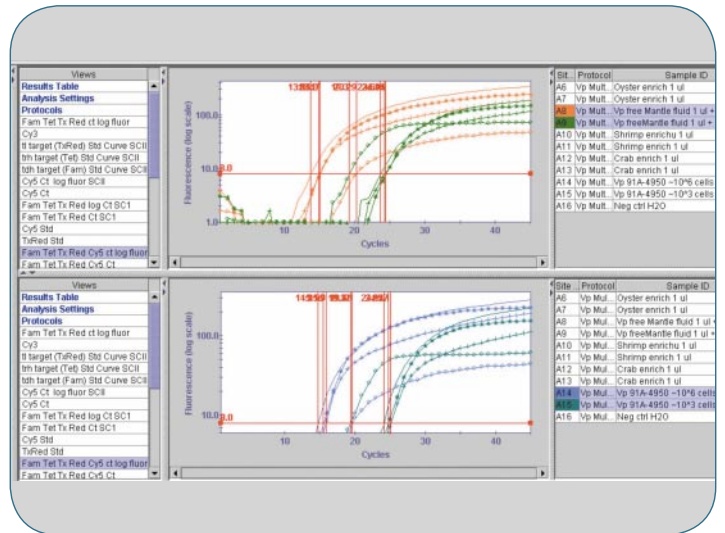 Views
Results Table
Analysis Settings
Protocols
Fam Tet Tx Red ct log fluor
Cy3
tl target (TxRed) Std Curve SCII
trh target (Tet) Std Curve SCII
tdh target (Fam) Std Curve SCII
Cy5 Ct log fluor SCII
Cy5 Ct
Fam Tet Tx Red log Ct SC1
Fam Tet Tx Red Ct SC1
Cy5 Std
TxRed Std
Fam Tet Tx Red Cy5 ct log fluor
Fam Tet Tx Red Cy5 Ct
Fluorescence (log scale)
100.0
10.0
1.0
8.0
10 20 30 40
Cycles
Sit... Protocol Sample ID
A6 Vp Mult... Oyster enrich 1 ul
A7 Vp Mult... Oyster enrich 1 ul
A8 Vp Mult... Vp free Mantle fluid 1 ul +
A9 Vp Mult... Vp freeMantle fluid 1 ul +
A10 Vp Mult... Shrimp enrichu 1 ul
A11 Vp Mult... Shrimp enrich 1 ul
A12 Vp Mult... Crab enrich 1 ul
A13 Vp Mult... Crab enrich 1 ul
A14 Vp Mult... Vp 91A-4950 ~10^6 cells
A15 Vp Mult... Vp 91A-4950 ~10^3 cells
A16 Vp Mult... Neg ctrl H2O
Views
Results Table
Analysis Settings
Protocols
Fam Tet Tx Red ct log fluor
Cy3
tl target (TxRed) Std Curve SCII
trh target (Tet) Std Curve SCII
tdh target (Fam) Std Curve SCII
Cy5 Ct log fluor SCII
Cy5 Ct
Fam Tet Tx Red log Ct SC1
Fam Tet Tx Red Ct SC1
Cy5 Std
TxRed Std
Fam Tet Tx Red Cy5 ct log fluor
Fam Tet Tx Red Cy5 Ct
Fluorescence (log scale)
100.0
10.0
8.0
10 20 30 40
Cycles
Site ... Protocol Sample ID
A6 Vp Mul... Oyster enrich 1 ul
A7 Vp Mul... Oyster enrich 1 ul
A8 Vp Mul... Vp free Mantle fluid 1 ul +
A9 Vp Mul... Vp freeMantle fluid 1 ul +
A10 Vp Mul... Shrimp enrichu 1 ul
A11 Vp Mul... Shrimp enrich 1 ul
A12 Vp Mul... Crab enrich 1 ul
A13 Vp Mul... Crab enrich 1 ul
A14 Vp Mul... Vp 91A-4950 ~10^6 cells
A15 Vp Mul... Vp 91A-4950 ~10^3 cells
A16 Vp Mul... Neg ctrl H2O